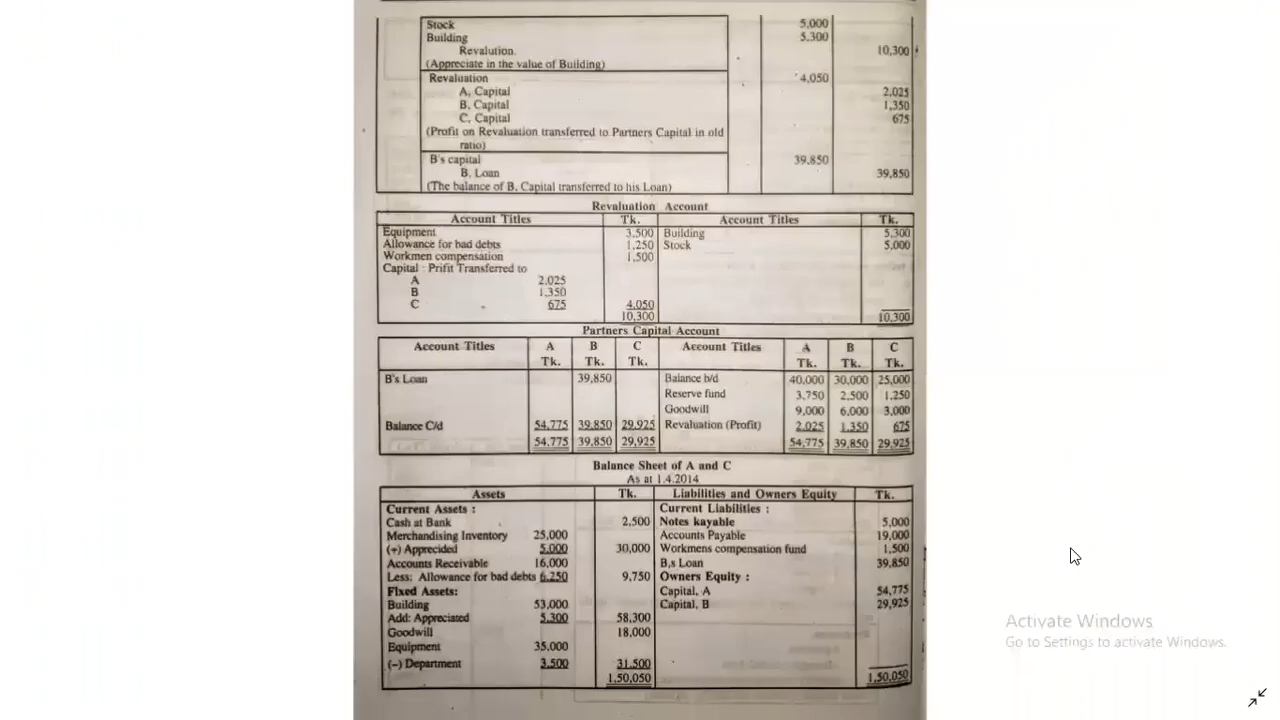 Stock 5,000
Building 5.300
Revalution. 10,300
(Appreciate in the value of Building)
Revaluation 4,050
A, Capital 2,025
B, Capital 1,350
C, Capital 675
(Profit on Revaluation transferred to Partners Capital in old
ratio)
B's capital 39.850
B, Loan 39,850
(The balance of B, Capital transferred to his Loan)
Revaluation Account
Account Titles Tk. Account Titles Tk.
Equipment 3,500 Building 5,300
Allowance for bad debts 1,250 Stock 5,000
Workmen compensation 1,500
Capital : Prifit Transferred to
A 2.025
B 1,350
C 675 4,050
10,300 10,300
Partners Capital Account
Account Titles A B C Account Titles A B C
Tk. Tk. Tk. Tk. Tk. Tk.
B's Loan 39,850 Balance b/d 40,000 30,000 25,000
Reserve fund 3,750 2,500 1,250
Goodwill 9,000 6,000 3,000
Balance C/d 54,775 39,850 29,925 Revaluation (Profit) 2,025 1,350 675
54,775 39,850 29,925 54,775 39,850 29,925
Balance Sheet of A and C
As at 1.4.2014
Assets Tk. Liabilities and Owners Equity Tk.
Current Assets : Current Liabilities :
Cash at Bank 2,500 Notes kayable 5,000
Merchandising Inventory 25,000 Accounts Payable 19,000
(+) Apprecided 5,000 30,000 Workmens compensation fund 1,500
Accounts Receivable 16,000 B,s Loan 39,850
Less: Allowance for bad debts 6,250 9,750 Owners Equity :
Fixed Assets: Capital, A 54,775
Building 53,000 Capital, B 29,925
Add: Appreciated 5,300 58,300
Goodwill 18,000
Equipment 35,000
(–) Department 3,500 31,500
1,50,050 1,50,050
Activate Windows
Go to Settings to activate Windows.